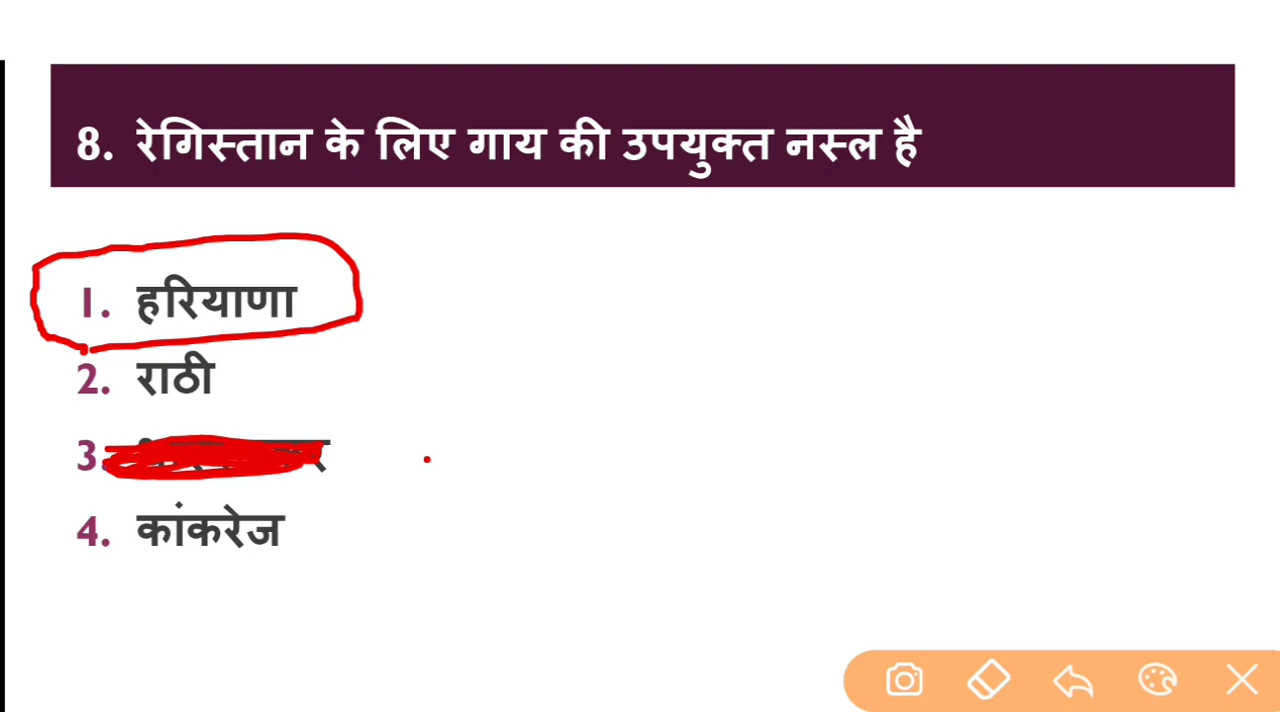 8. रेगिस्तान के लिए गाय की उपयुक्त नस्ल है
1. हरियाणा
2. राठी
3.
4. कांकरेज